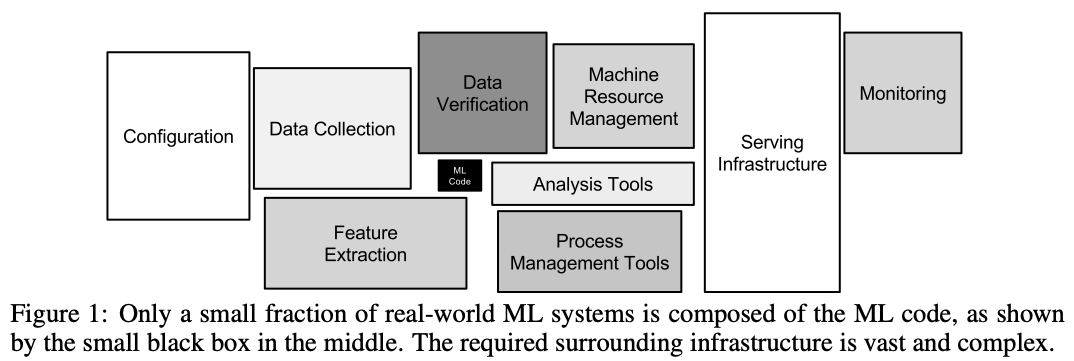 Configuration
Data Collection
Data
Verification
Machine
Resource
Management
Monitoring
Serving
Infrastructure
ML
Code
Analysis Tools
Feature
Extraction
Process
Management Tools
Figure 1: Only a small fraction of real-world ML systems is composed of the ML code, as shown
by the small black box in the middle. The required surrounding infrastructure is vast and complex.